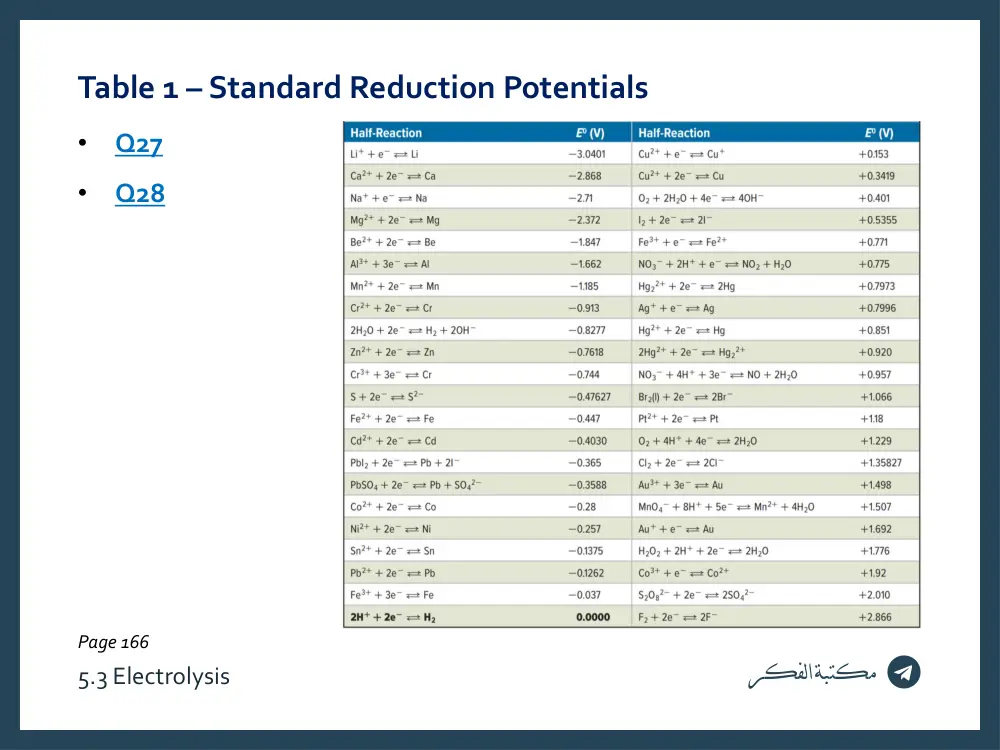 Table 1 – Standard Reduction Potentials
• Q27
• Q28
Half-Reaction E⁰ (V) Half-Reaction E⁰ (V)
Li⁺ + e⁻ ⇌ Li −3.0401 Cu²⁺ + e⁻ ⇌ Cu⁺ +0.153
Ca²⁺ + 2e⁻ ⇌ Ca −2.868 Cu²⁺ + 2e⁻ ⇌ Cu +0.3419
Na⁺ + e⁻ ⇌ Na −2.71 O₂ + 2H₂O + 4e⁻ ⇌ 4OH⁻ +0.401
Mg²⁺ + 2e⁻ ⇌ Mg −2.372 I₂ + 2e⁻ ⇌ 2I⁻ +0.5355
Be²⁺ + 2e⁻ ⇌ Be −1.847 Fe³⁺ + e⁻ ⇌ Fe²⁺ +0.771
Al³⁺ + 3e⁻ ⇌ Al −1.662 NO₃⁻ + 2H⁺ + e⁻ ⇌ NO₂ + H₂O +0.775
Mn²⁺ + 2e⁻ ⇌ Mn −1.185 Hg₂²⁺ + 2e⁻ ⇌ 2Hg +0.7973
Cr²⁺ + 2e⁻ ⇌ Cr −0.913 Ag⁺ + e⁻ ⇌ Ag +0.7996
2H₂O + 2e⁻ ⇌ H₂ + 2OH⁻ −0.8277 Hg²⁺ + 2e⁻ ⇌ Hg +0.851
Zn²⁺ + 2e⁻ ⇌ Zn −0.7618 2Hg²⁺ + 2e⁻ ⇌ Hg₂²⁺ +0.920
Cr³⁺ + 3e⁻ ⇌ Cr −0.744 NO₃⁻ + 4H⁺ + 3e⁻ ⇌ NO + 2H₂O +0.957
S + 2e⁻ ⇌ S²⁻ −0.47627 Br₂(l) + 2e⁻ ⇌ 2Br⁻ +1.066
Fe²⁺ + 2e⁻ ⇌ Fe −0.447 Pt²⁺ + 2e⁻ ⇌ Pt +1.18
Cd²⁺ + 2e⁻ ⇌ Cd −0.4030 O₂ + 4H⁺ + 4e⁻ ⇌ 2H₂O +1.229
PbI₂ + 2e⁻ ⇌ Pb + 2I⁻ −0.365 Cl₂ + 2e⁻ ⇌ 2Cl⁻ +1.35827
PbSO₄ + 2e⁻ ⇌ Pb + SO₄²⁻ −0.3588 Au³⁺ + 3e⁻ ⇌ Au +1.498
Co²⁺ + 2e⁻ ⇌ Co −0.28 MnO₄⁻ + 8H⁺ + 5e⁻ ⇌ Mn²⁺ + 4H₂O +1.507
Ni²⁺ + 2e⁻ ⇌ Ni −0.257 Au⁺ + e⁻ ⇌ Au +1.692
Sn²⁺ + 2e⁻ ⇌ Sn −0.1375 H₂O₂ + 2H⁺ + 2e⁻ ⇌ 2H₂O +1.776
Pb²⁺ + 2e⁻ ⇌ Pb −0.1262 Co³⁺ + e⁻ ⇌ Co²⁺ +1.92
Fe³⁺ + 3e⁻ ⇌ Fe −0.037 S₂O₈²⁻ + 2e⁻ ⇌ 2SO₄²⁻ +2.010
2H⁺ + 2e⁻ ⇌ H₂ 0.0000 F₂ + 2e⁻ ⇌ 2F⁻ +2.866
Page 166
5.3 Electrolysis
مكتبة الفكر